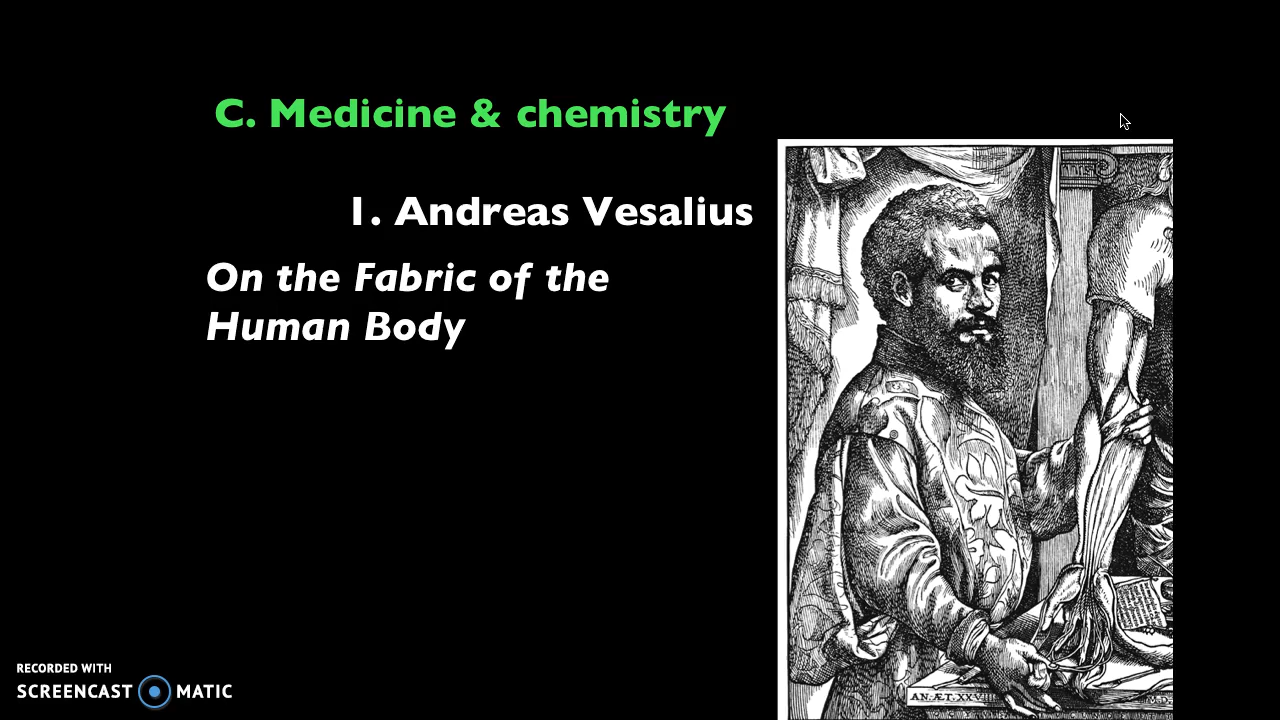 C. Medicine & chemistry
1. Andreas Vesalius
On the Fabric of the
Human Body
RECORDED WITH
SCREENCAST MATIC
AN. ÆT. XXVIII